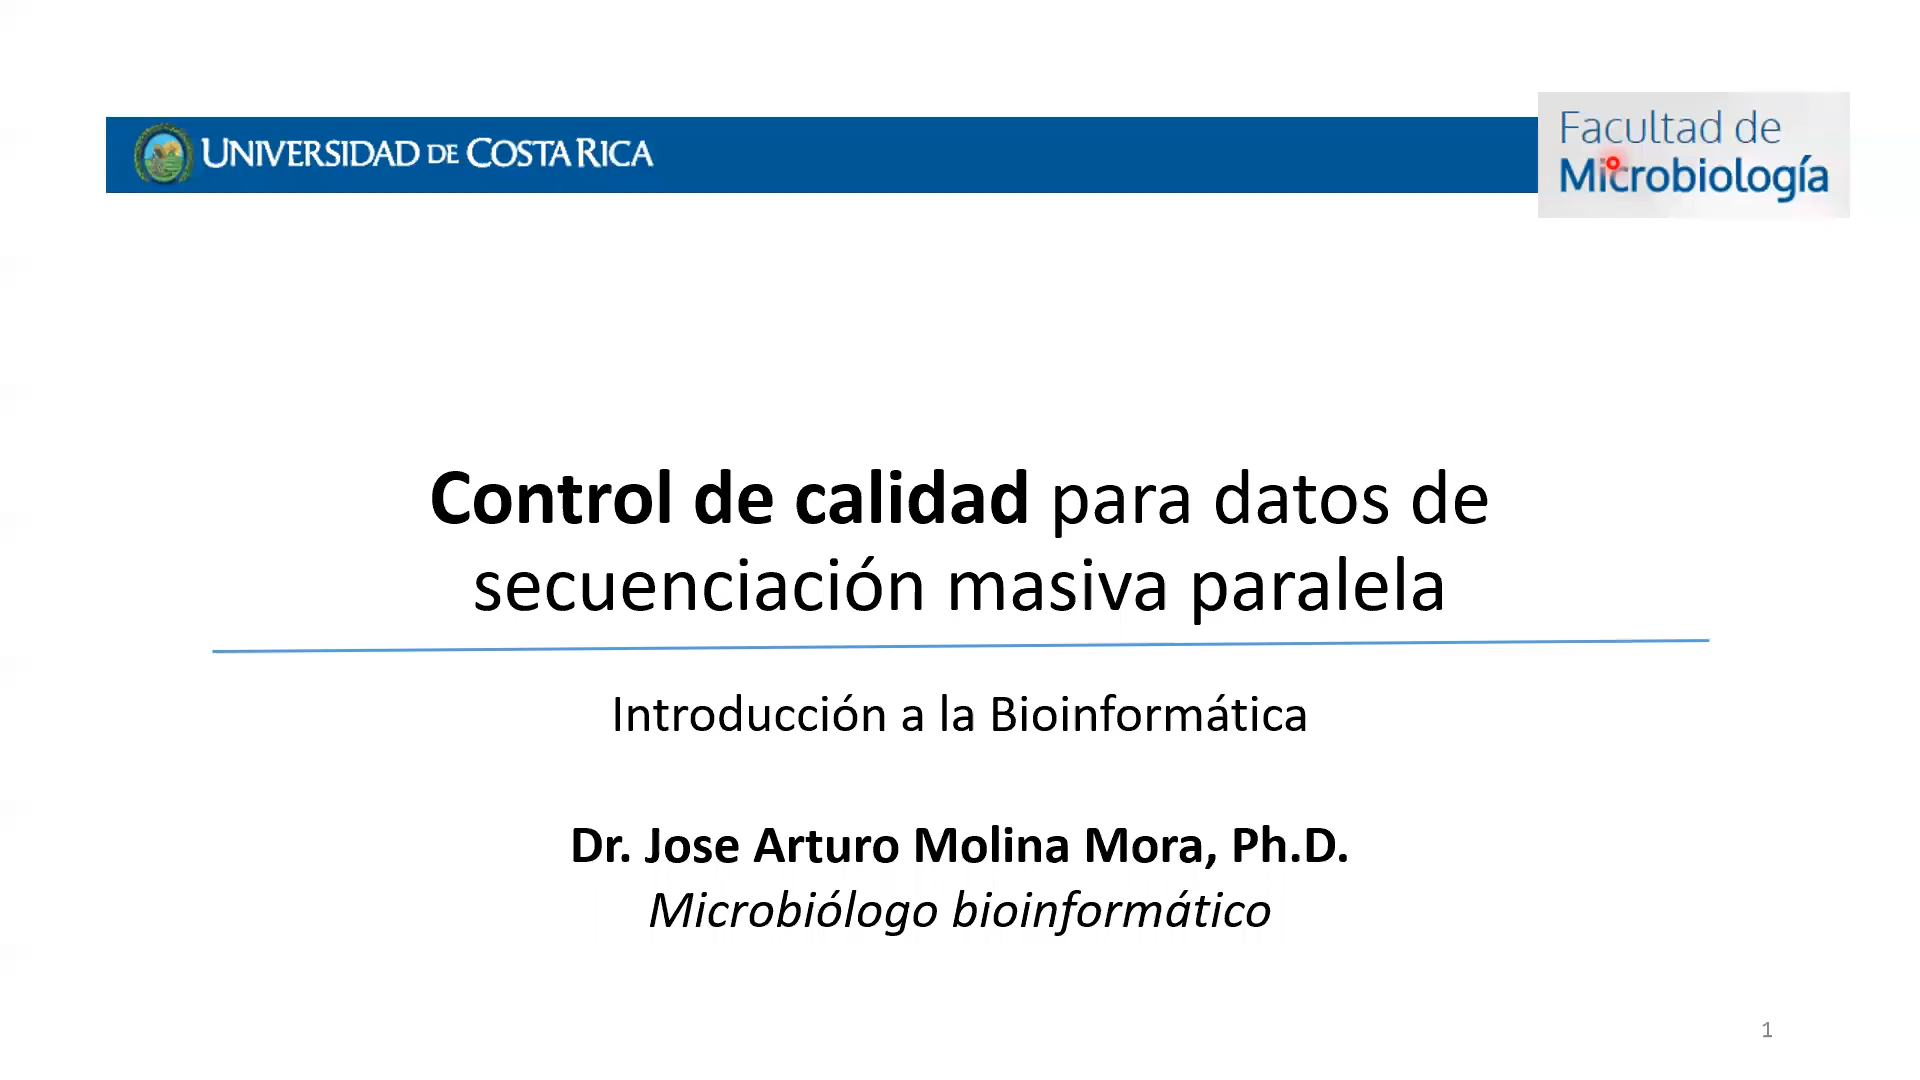 UNIVERSIDAD DE COSTA RICA
Facultad de
Microbiología
Control de calidad para datos de
secuenciación masiva paralela
Introducción a la Bioinformática
Dr. Jose Arturo Molina Mora, Ph.D.
Microbiólogo bioinformático
1